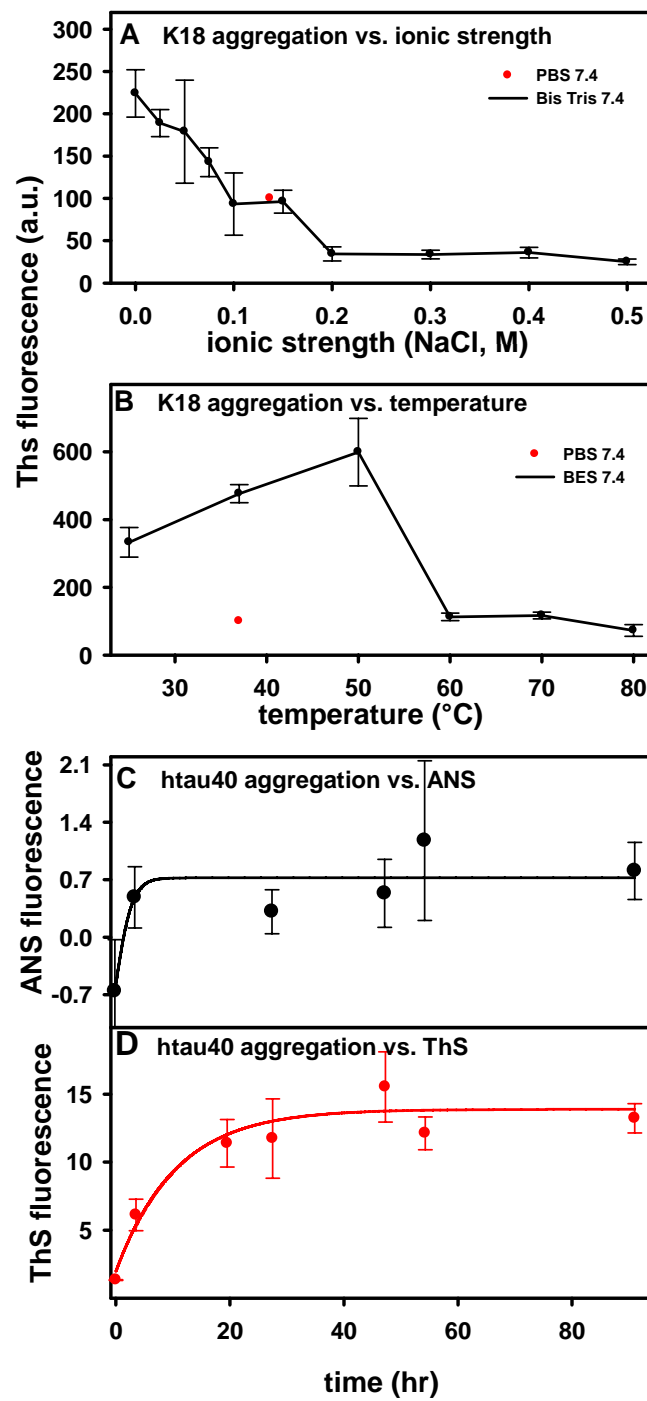 A K18 aggregation vs. ionic strength
PBS 7.4
Bis Tris 7.4
300
250
200
150
100
50
0
0.0 0.1 0.2 0.3 0.4 0.5
ionic strength (NaCl, M)
Ths fluorescence (a.u.)
B K18 aggregation vs. temperature
PBS 7.4
BES 7.4
600
400
200
0
30 40 50 60 70 80
temperature (°C)
C htau40 aggregation vs. ANS
2.1
1.4
0.7
0.0
-0.7
ANS fluorescence
D htau40 aggregation vs. ThS
15
10
5
ThS fluorescence
0 20 40 60 80
time (hr)